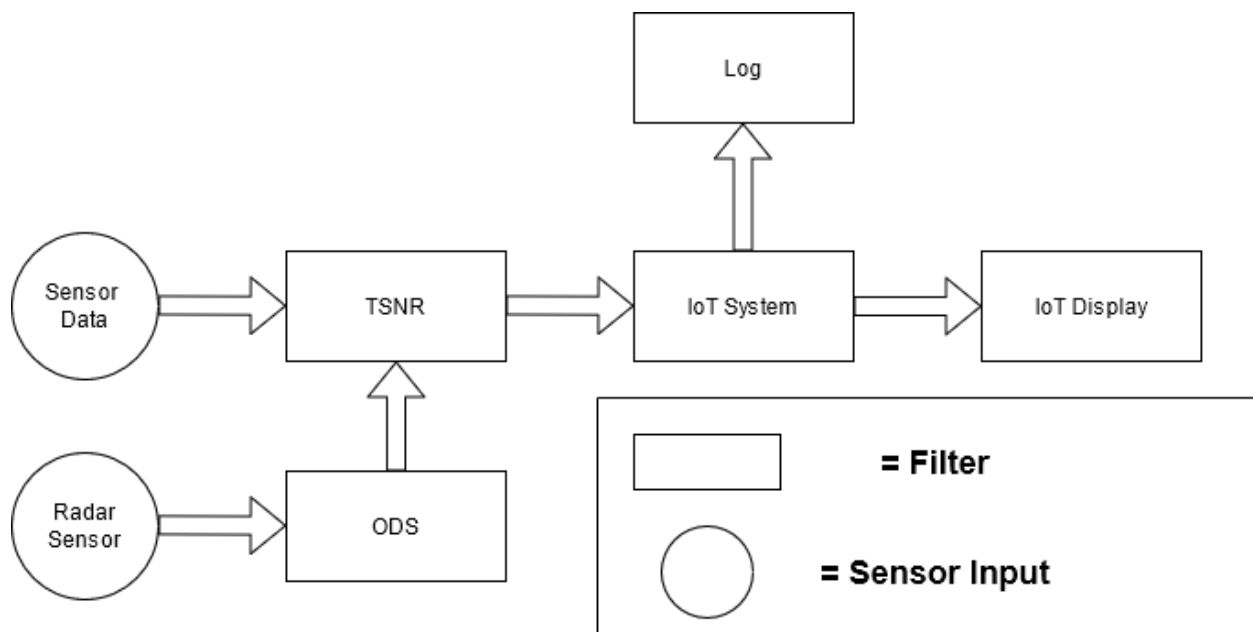 Log
Sensor
Data
TSNR
IoT System
IoT Display
Radar
Sensor
ODS
= Filter
= Sensor Input